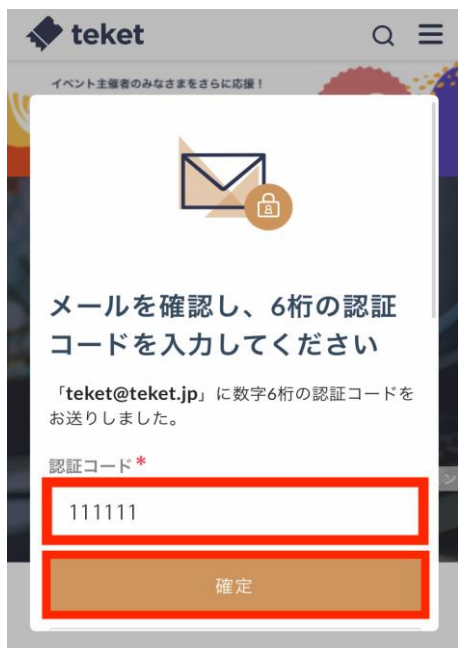 teket
イベント主催者のみなさまをさらに応援！
メールを確認し、6桁の認証
コードを入力してください
「teket@teket.jp」に数字6桁の認証コードを
お送りしました。
認証コード*
111111
ン
確定